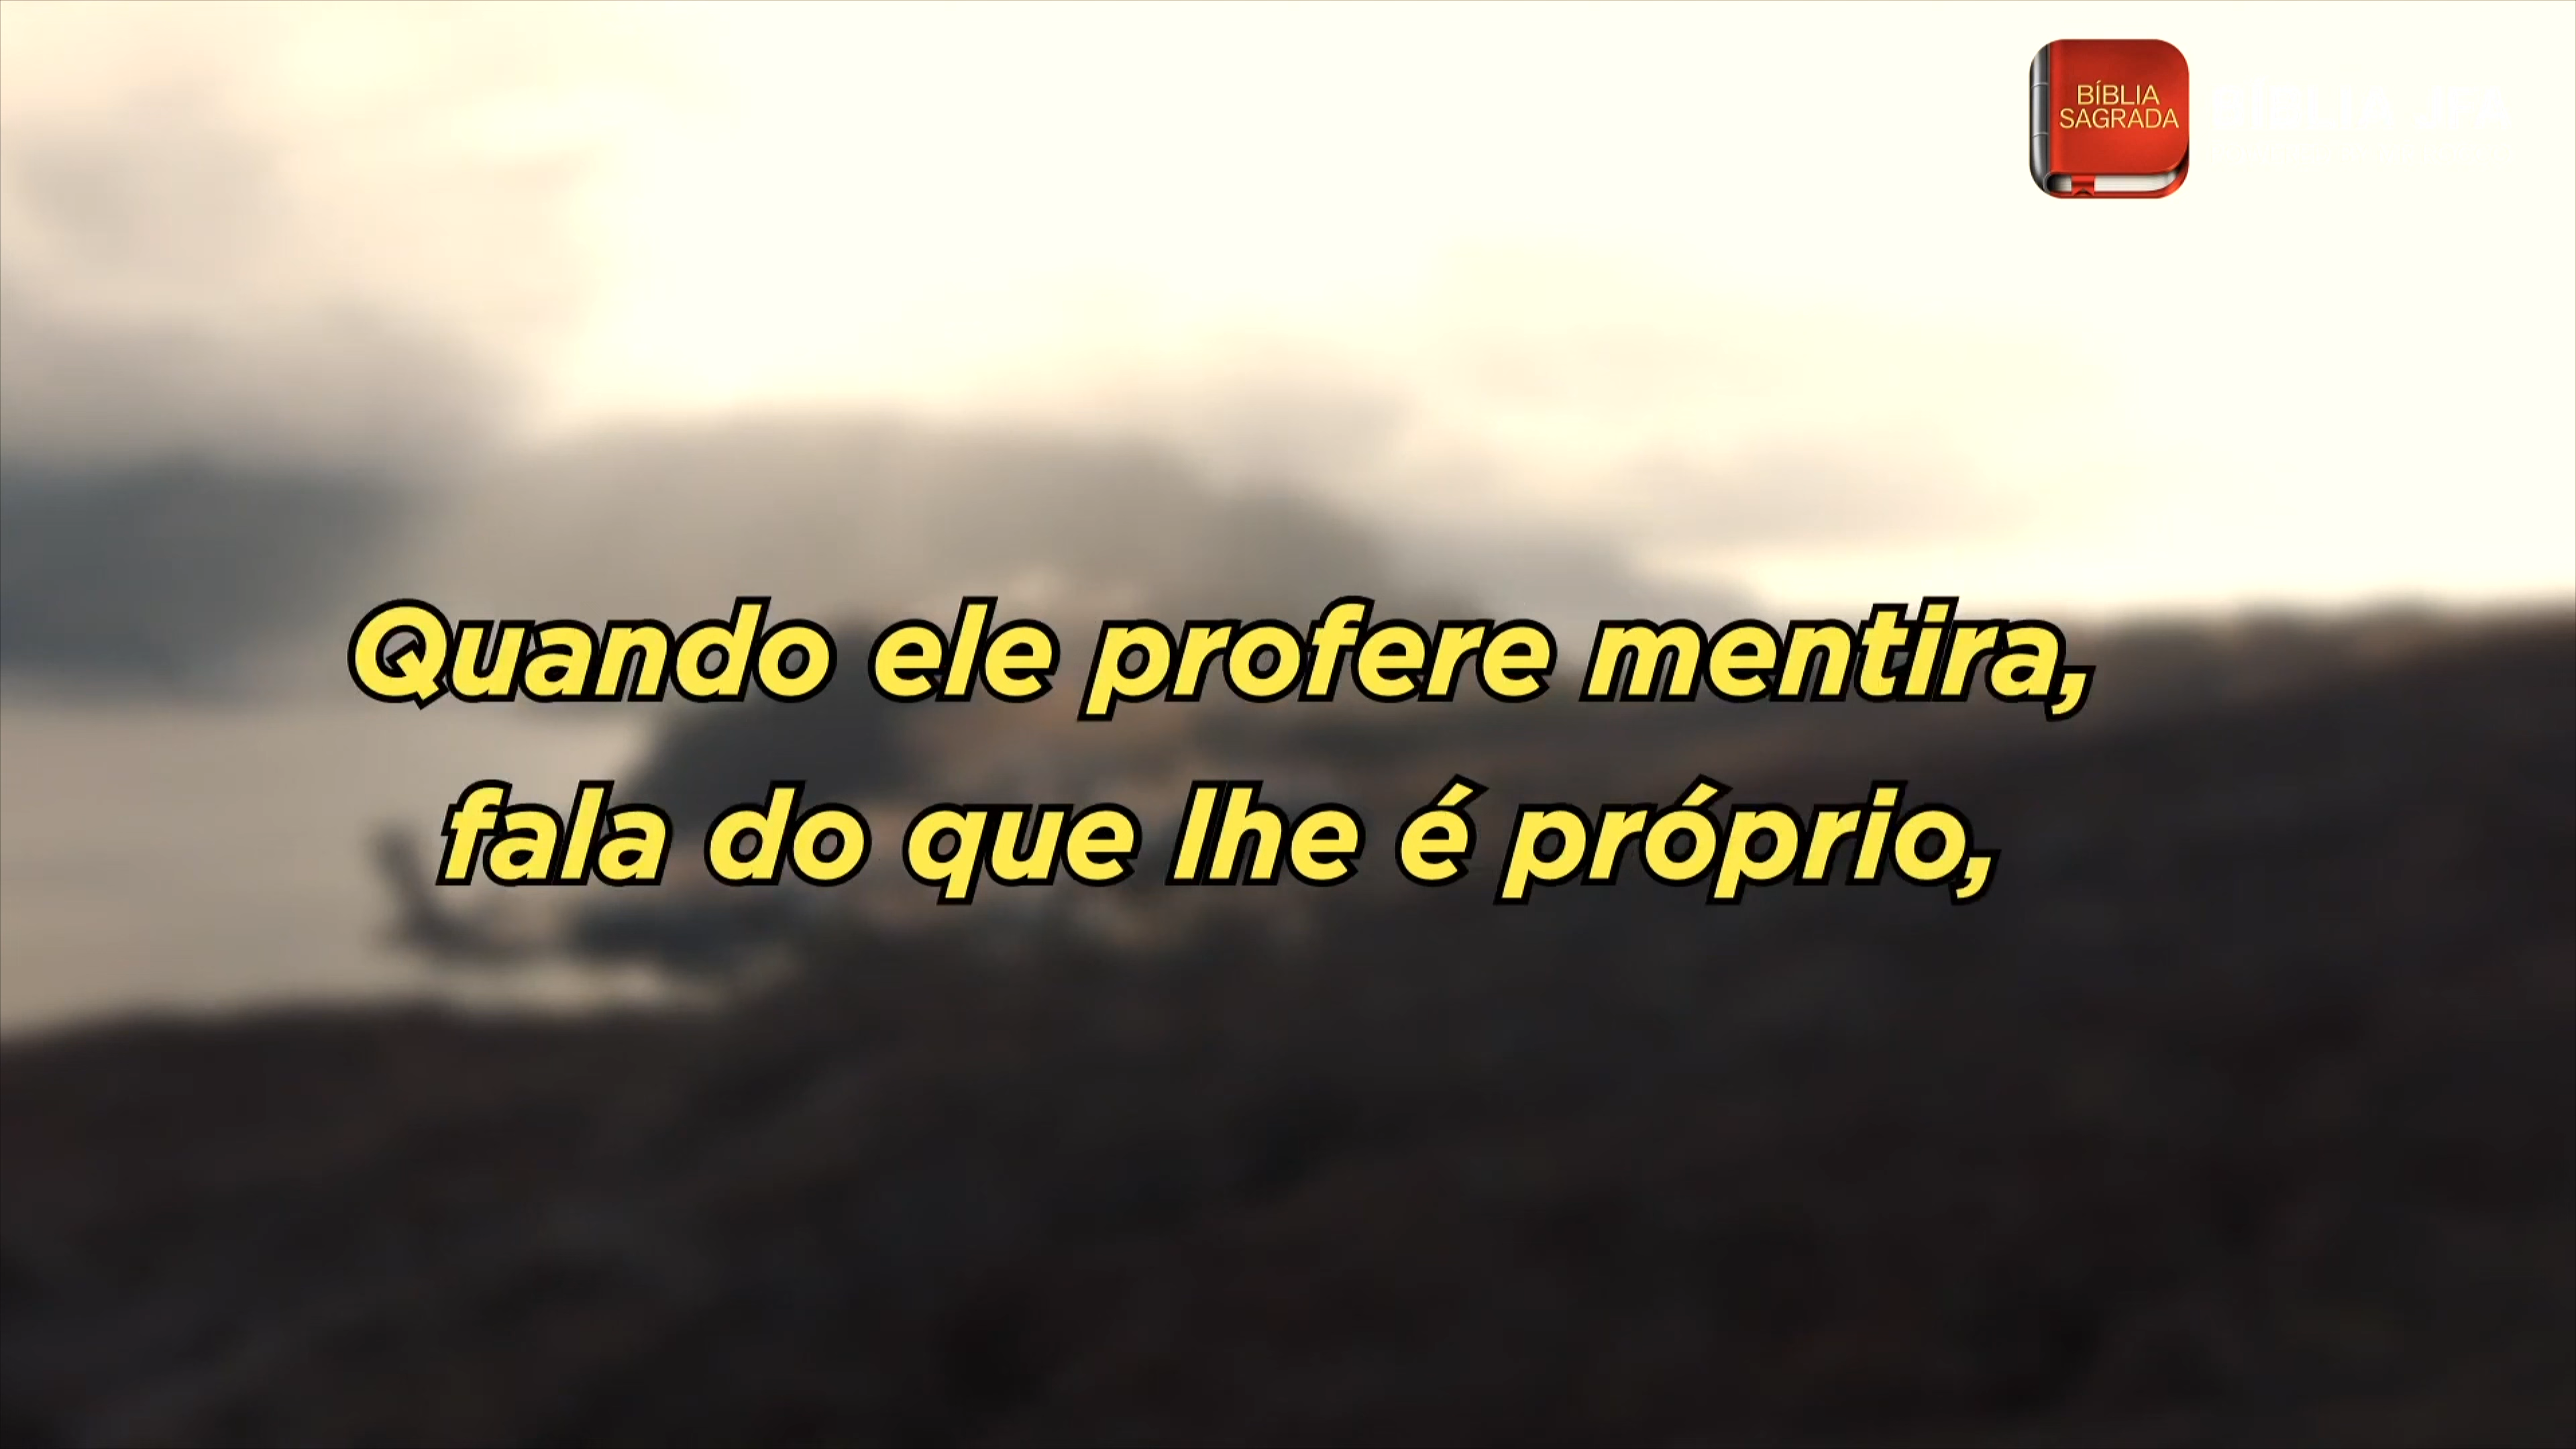 BÍBLIA
SAGRADA
Quando ele profere mentira,
fala do que lhe é próprio,